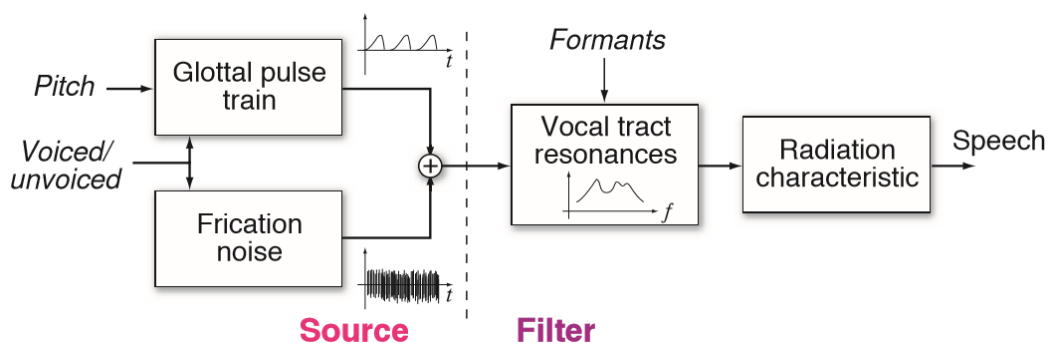 Pitch
Glottal pulse
train
t
Voiced/
unvoiced
Frication
noise
t
+
Formants
Vocal tract
resonances
f
Radiation
characteristic
Speech
Source
Filter